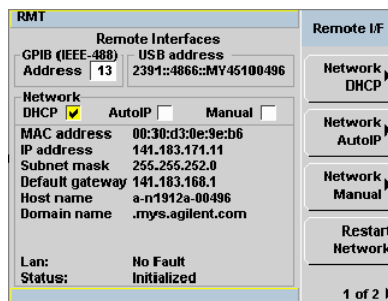 RMT
Remote Interfaces
GPIB (IEEE-488)
Address 13
USB address
2391::4866::MY45100496
Network
DHCP AutoIP Manual
MAC address 00:30:d3:0e:9e:b6
IP address 141.183.171.11
Subnet mask 255.255.252.0
Default gateway 141.183.168.1
Host name a-n1912a-00496
Domain name .mys.agilent.com
Lan: No Fault
Status: Initialized
Remote I/F
Network
DHCP
Network
AutoIP
Network
Manual
Restart
Network
1 of 2